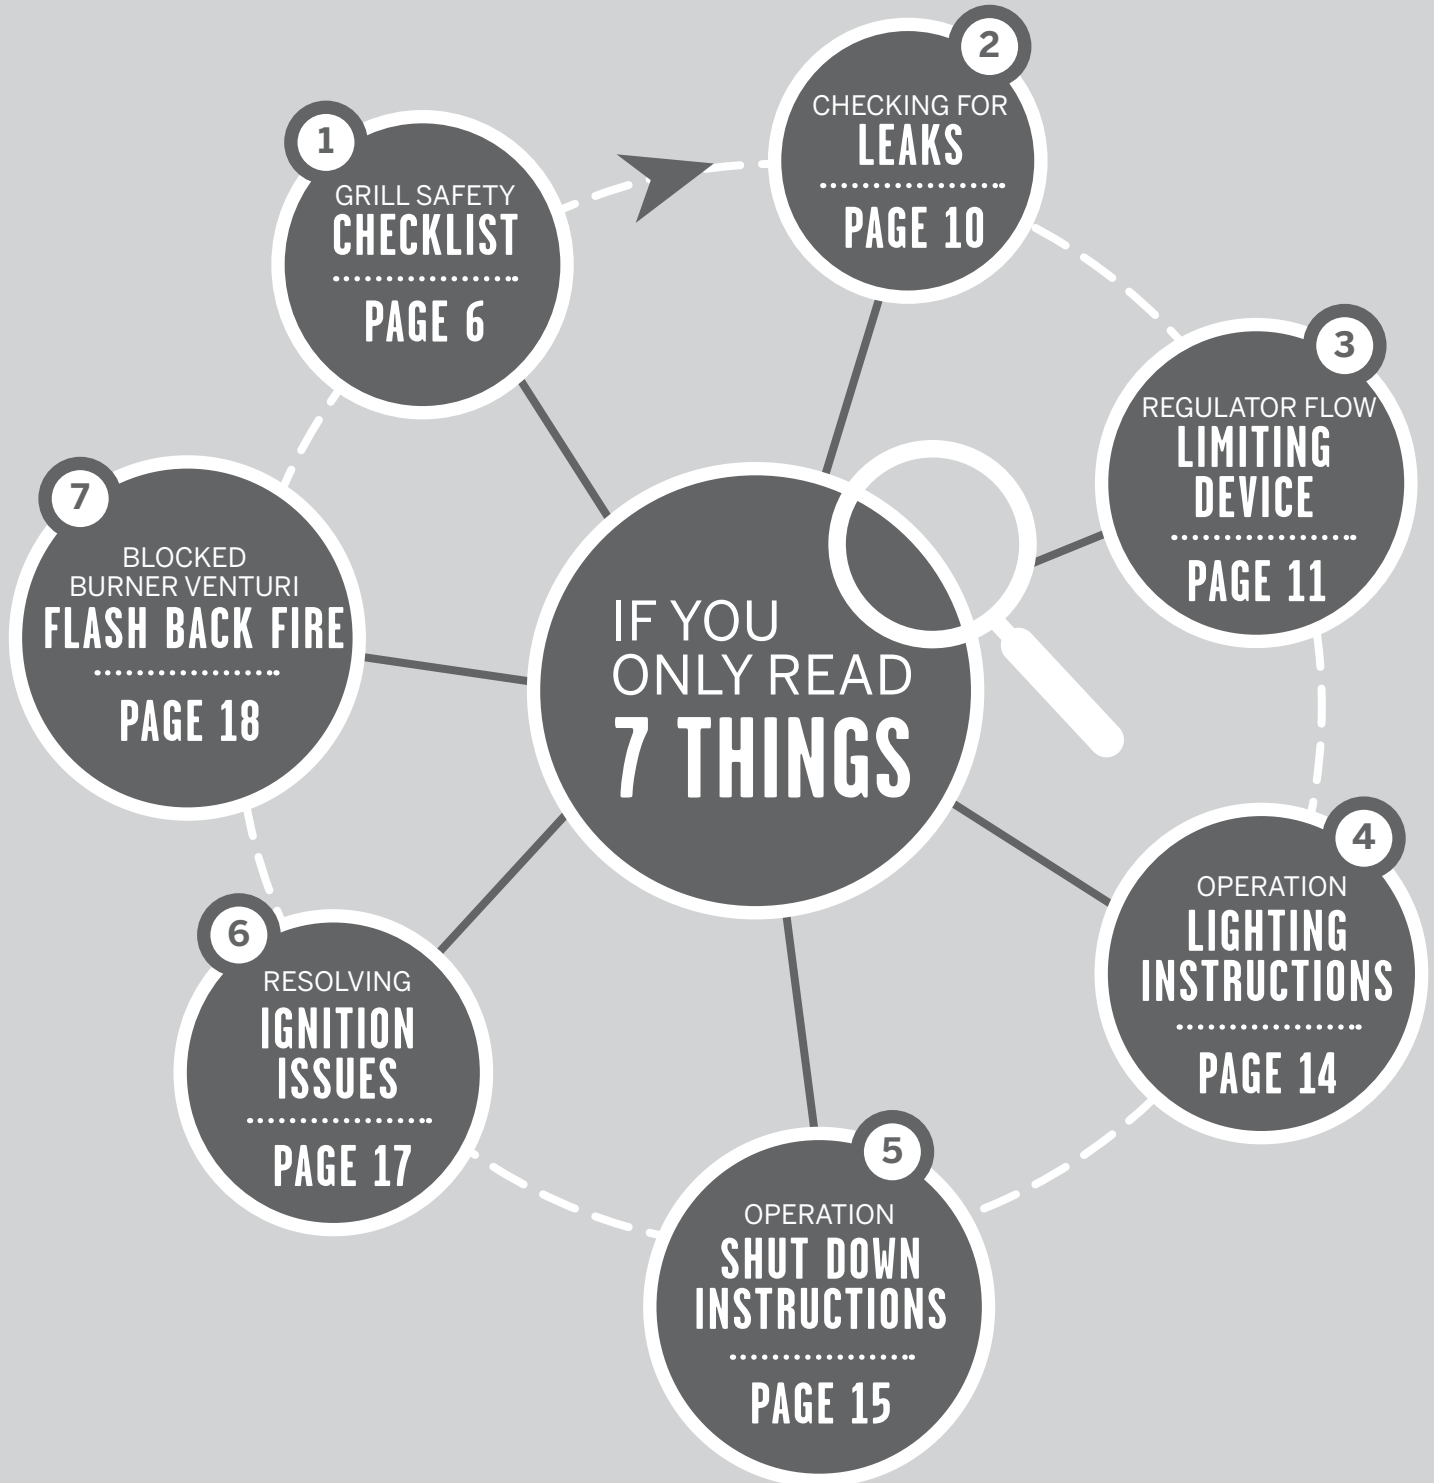 1
GRILL SAFETY
CHECKLIST
PAGE 6
2
CHECKING FOR
LEAKS
PAGE 10
3
REGULATOR FLOW
LIMITING
DEVICE
PAGE 11
4
OPERATION
LIGHTING
INSTRUCTIONS
PAGE 14
5
OPERATION
SHUT DOWN
INSTRUCTIONS
PAGE 15
6
RESOLVING
IGNITION
ISSUES
PAGE 17
7
BLOCKED
BURNER VENTURI
FLASH BACK FIRE
PAGE 18
IF YOU
ONLY READ
7 THINGS